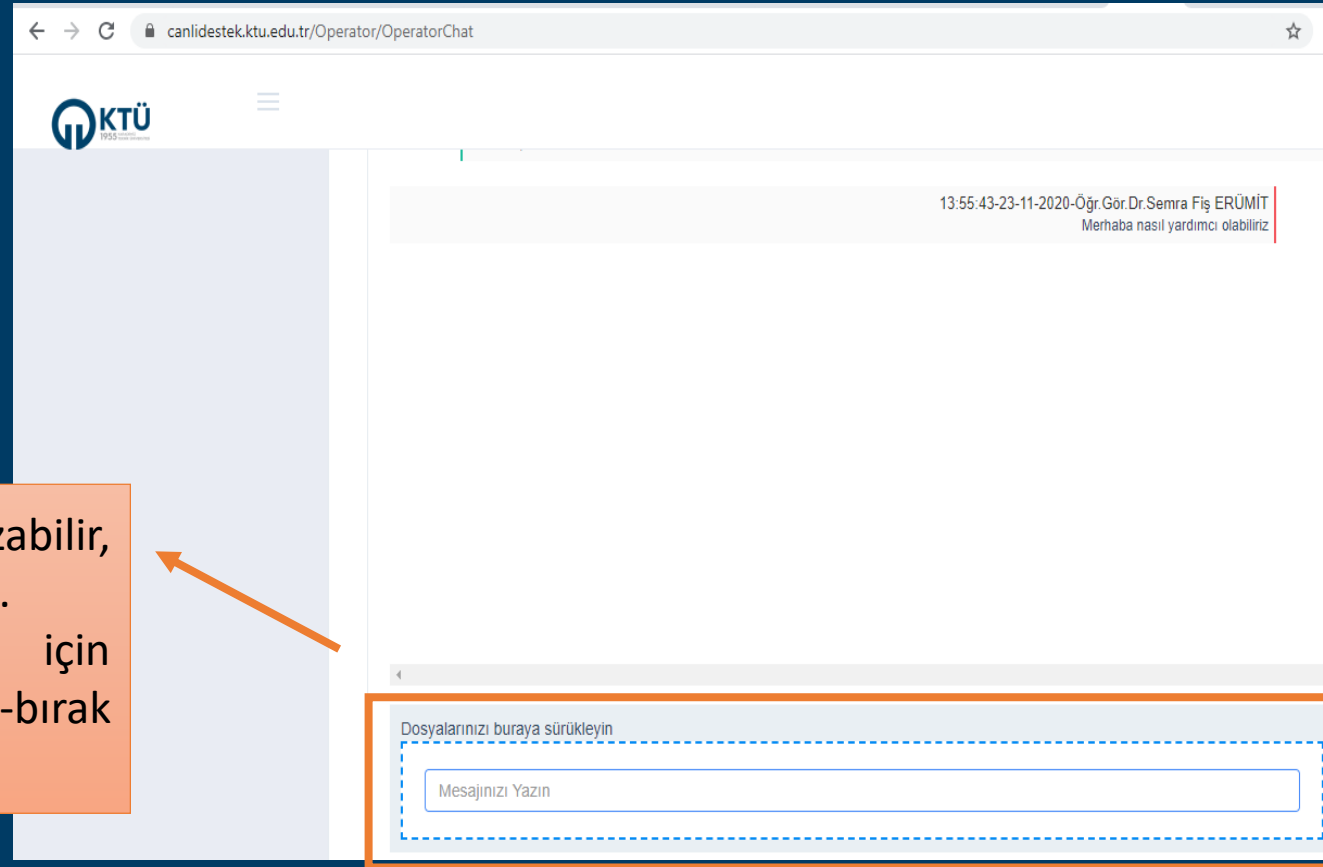 canlidestek.ktu.edu.tr/Operator/OperatorChat
KTÜ
1955
13:55:43-23-11-2020-Öğr.Gör.Dr.Semra Fiş ERÜMİT
Merhaba nasıl yardımcı olabiliriz
zabilir,
.
için
-bırak
Dosyalarınızı buraya sürükleyin
Mesajınızı Yazın